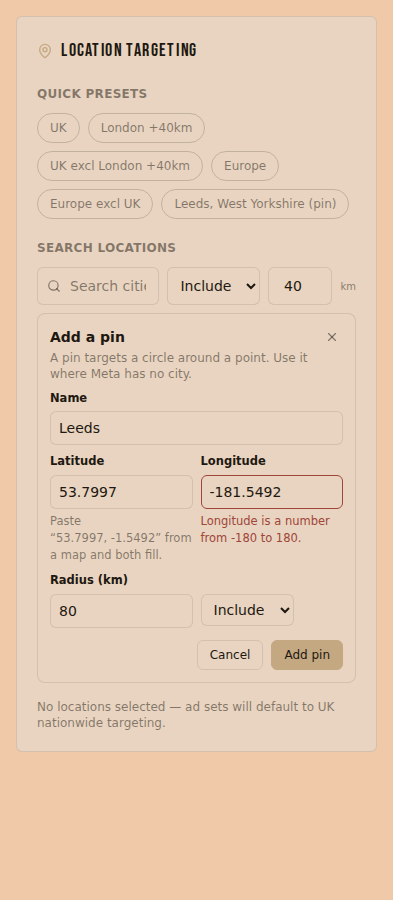 LOCATION TARGETING
QUICK PRESETS
UK
London +40km
UK excl London +40km
Europe
Europe excl UK
Leeds, West Yorkshire (pin)
SEARCH LOCATIONS
Search citi
Include
40
km
Add a pin
A pin targets a circle around a point. Use it
where Meta has no city.
Name
Leeds
Latitude
Longitude
53.7997
-181.5492
Paste
“53.7997, -1.5492” from
a map and both fill.
Longitude is a number
from -180 to 180.
Radius (km)
80
Include
Cancel
Add pin
No locations selected — ad sets will default to UK
nationwide targeting.